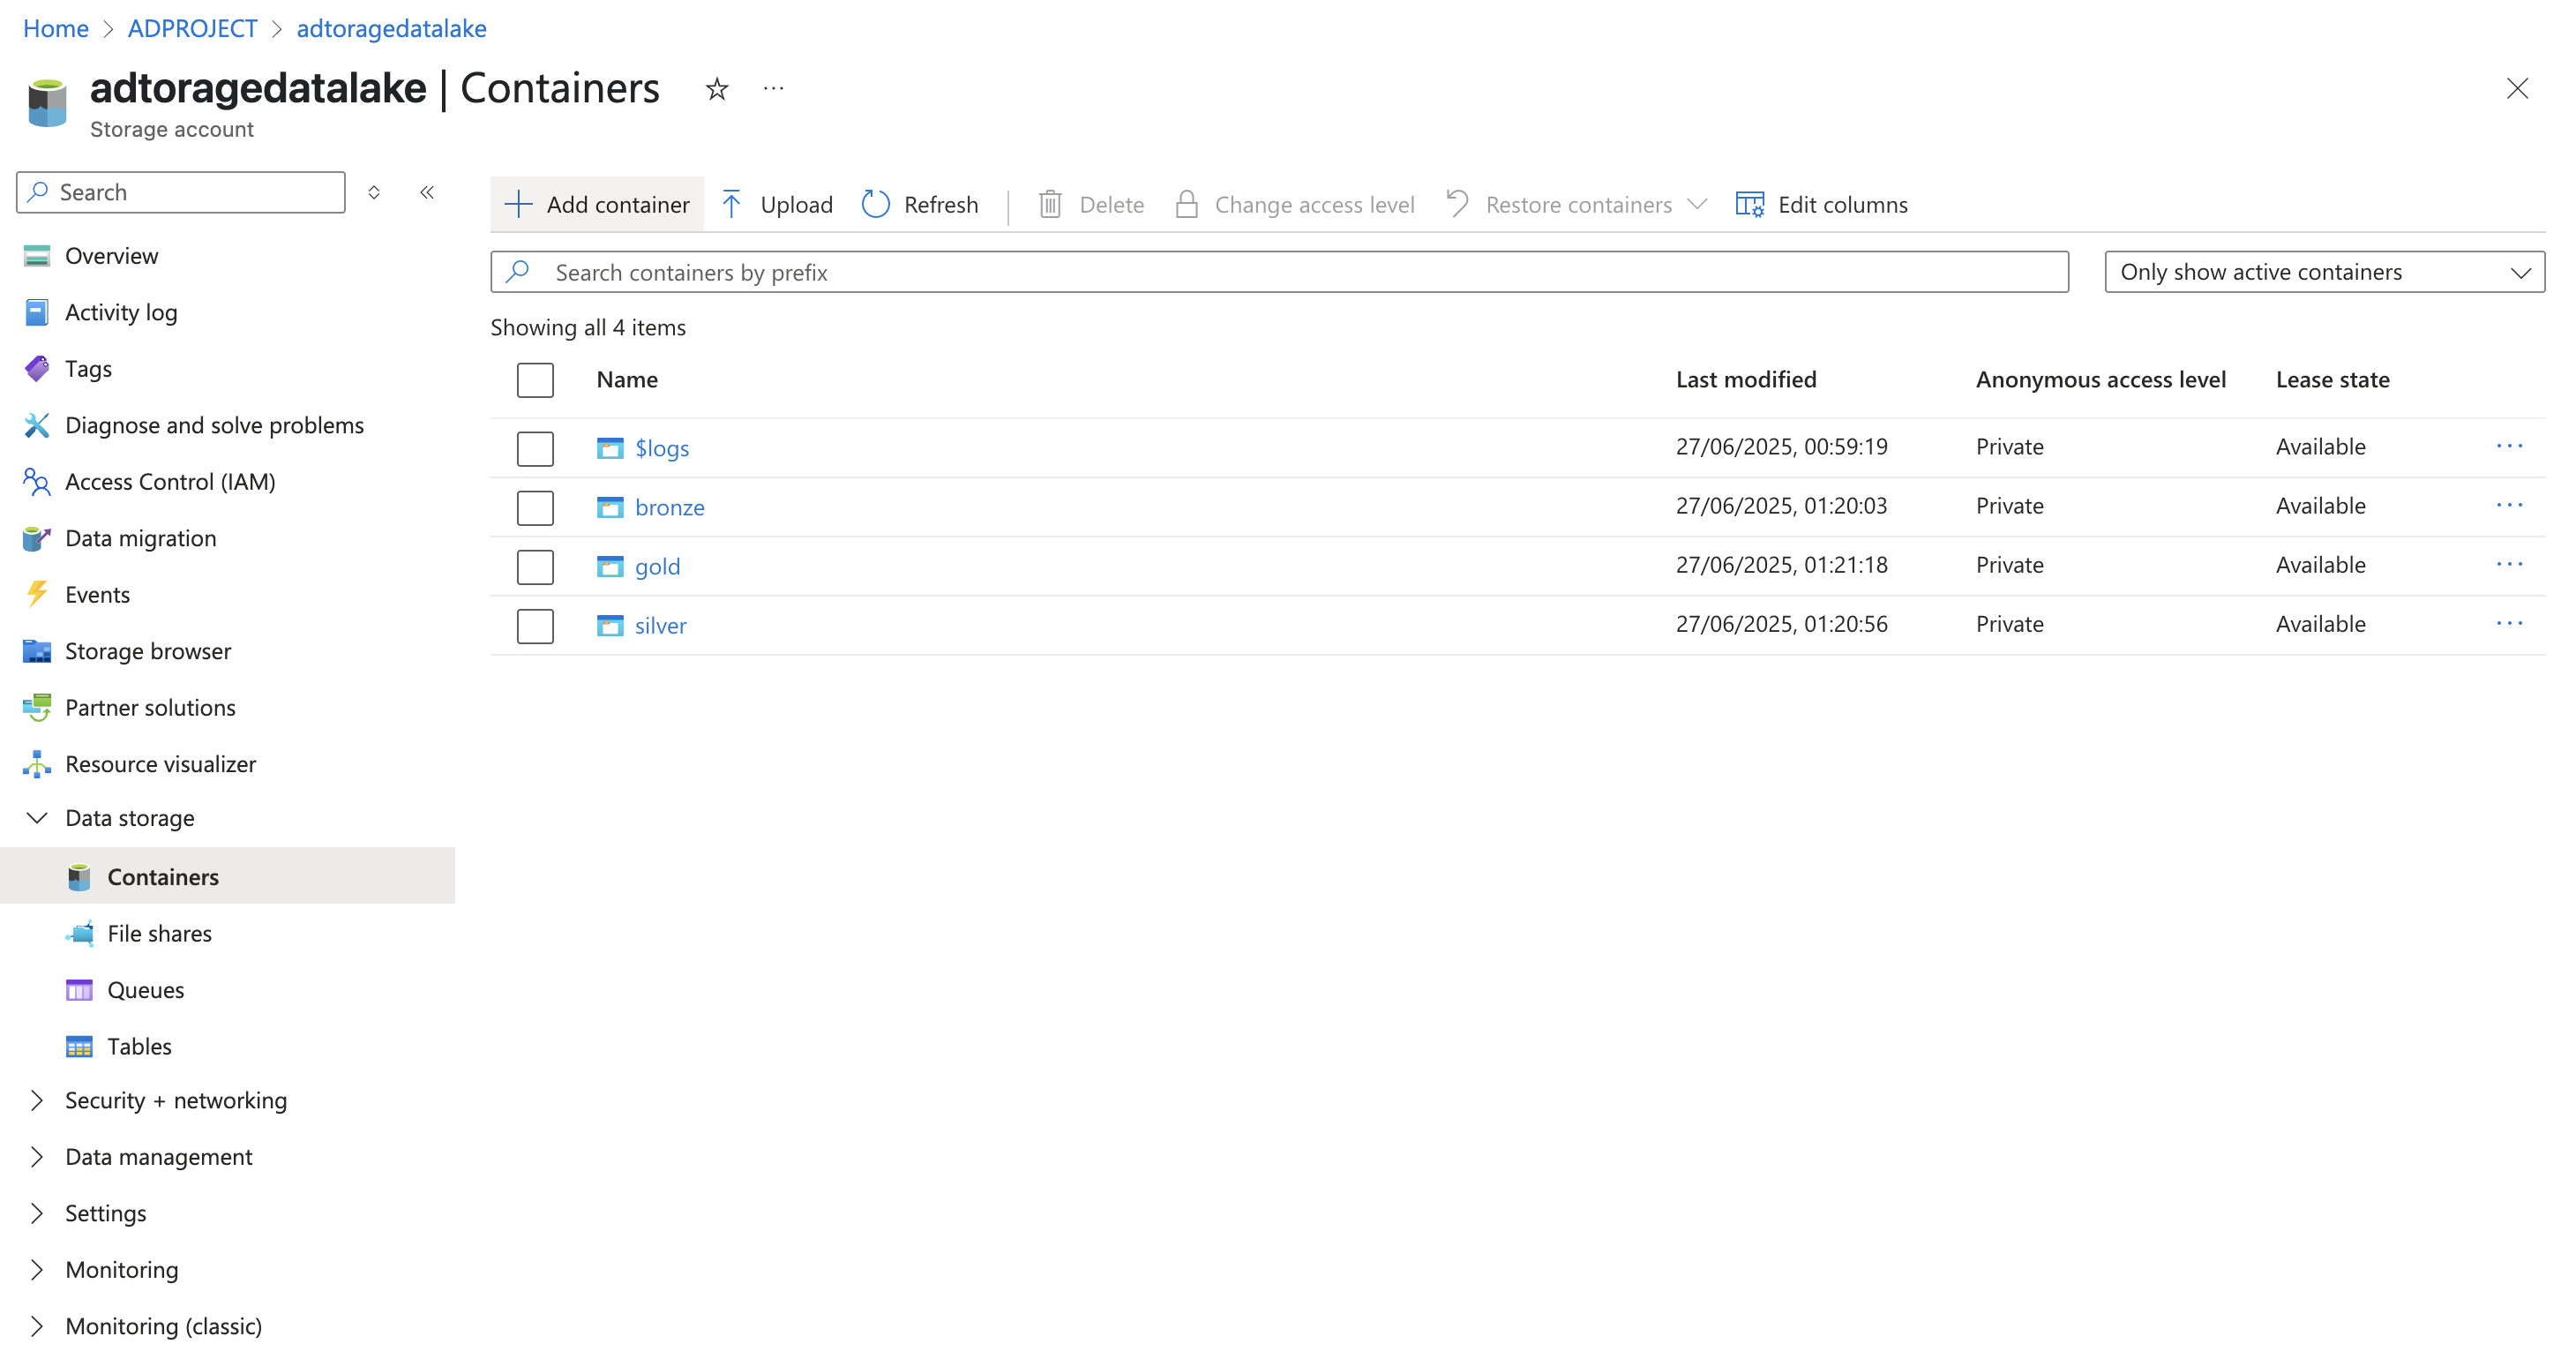 Home > ADPROJECT > adtoragedatalake
adtoragedatalake | Containers
Storage account
Search
Overview
Activity log
Tags
Diagnose and solve problems
Access Control (IAM)
Data migration
Events
Storage browser
Partner solutions
Resource visualizer
Data storage
Containers
File shares
Queues
Tables
Security + networking
Data management
Settings
Monitoring
Monitoring (classic)
Add container Upload Refresh Delete Change access level Restore containers Edit columns
Search containers by prefix Only show active containers
Showing all 4 items
Name Last modified Anonymous access level Lease state
$logs 27/06/2025, 00:59:19 Private Available
bronze 27/06/2025, 01:20:03 Private Available
gold 27/06/2025, 01:21:18 Private Available
silver 27/06/2025, 01:20:56 Private Available